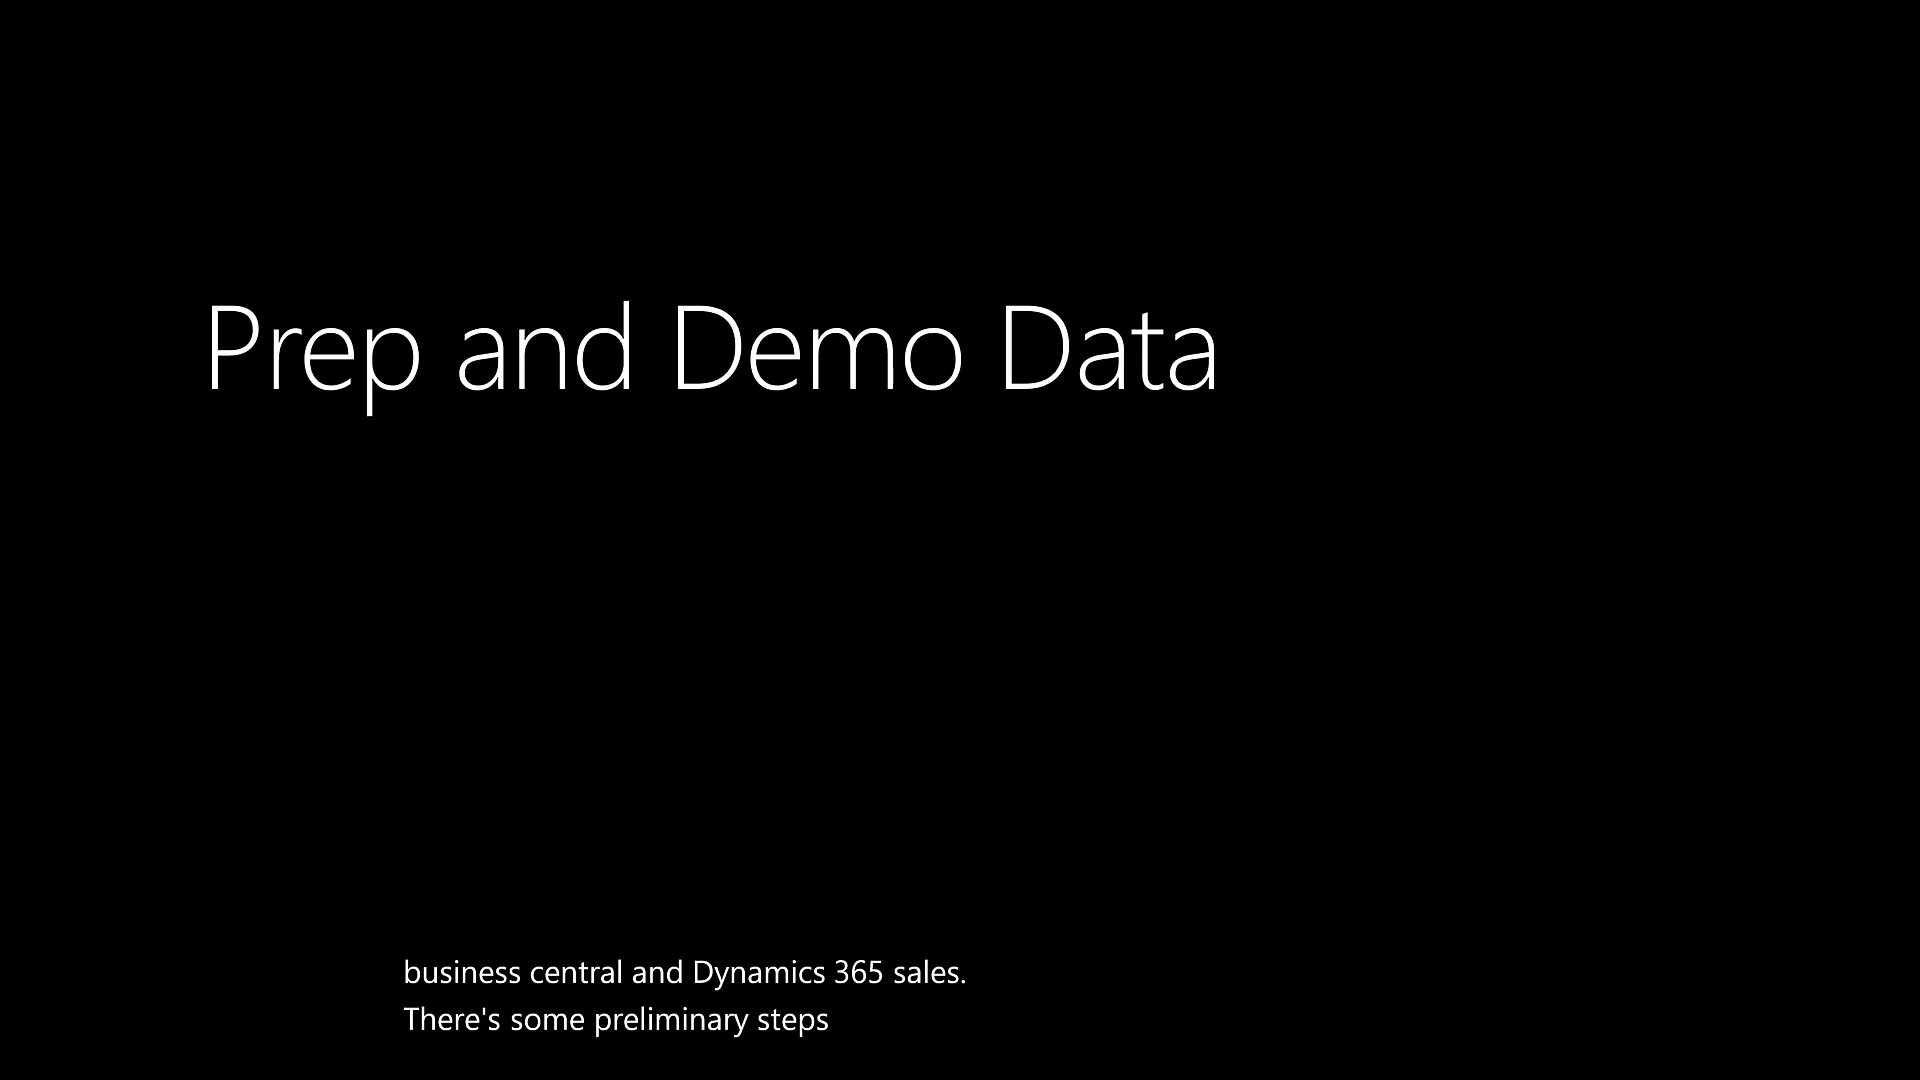 Prep and Demo Data
business central and Dynamics 365 sales.
There's some preliminary steps